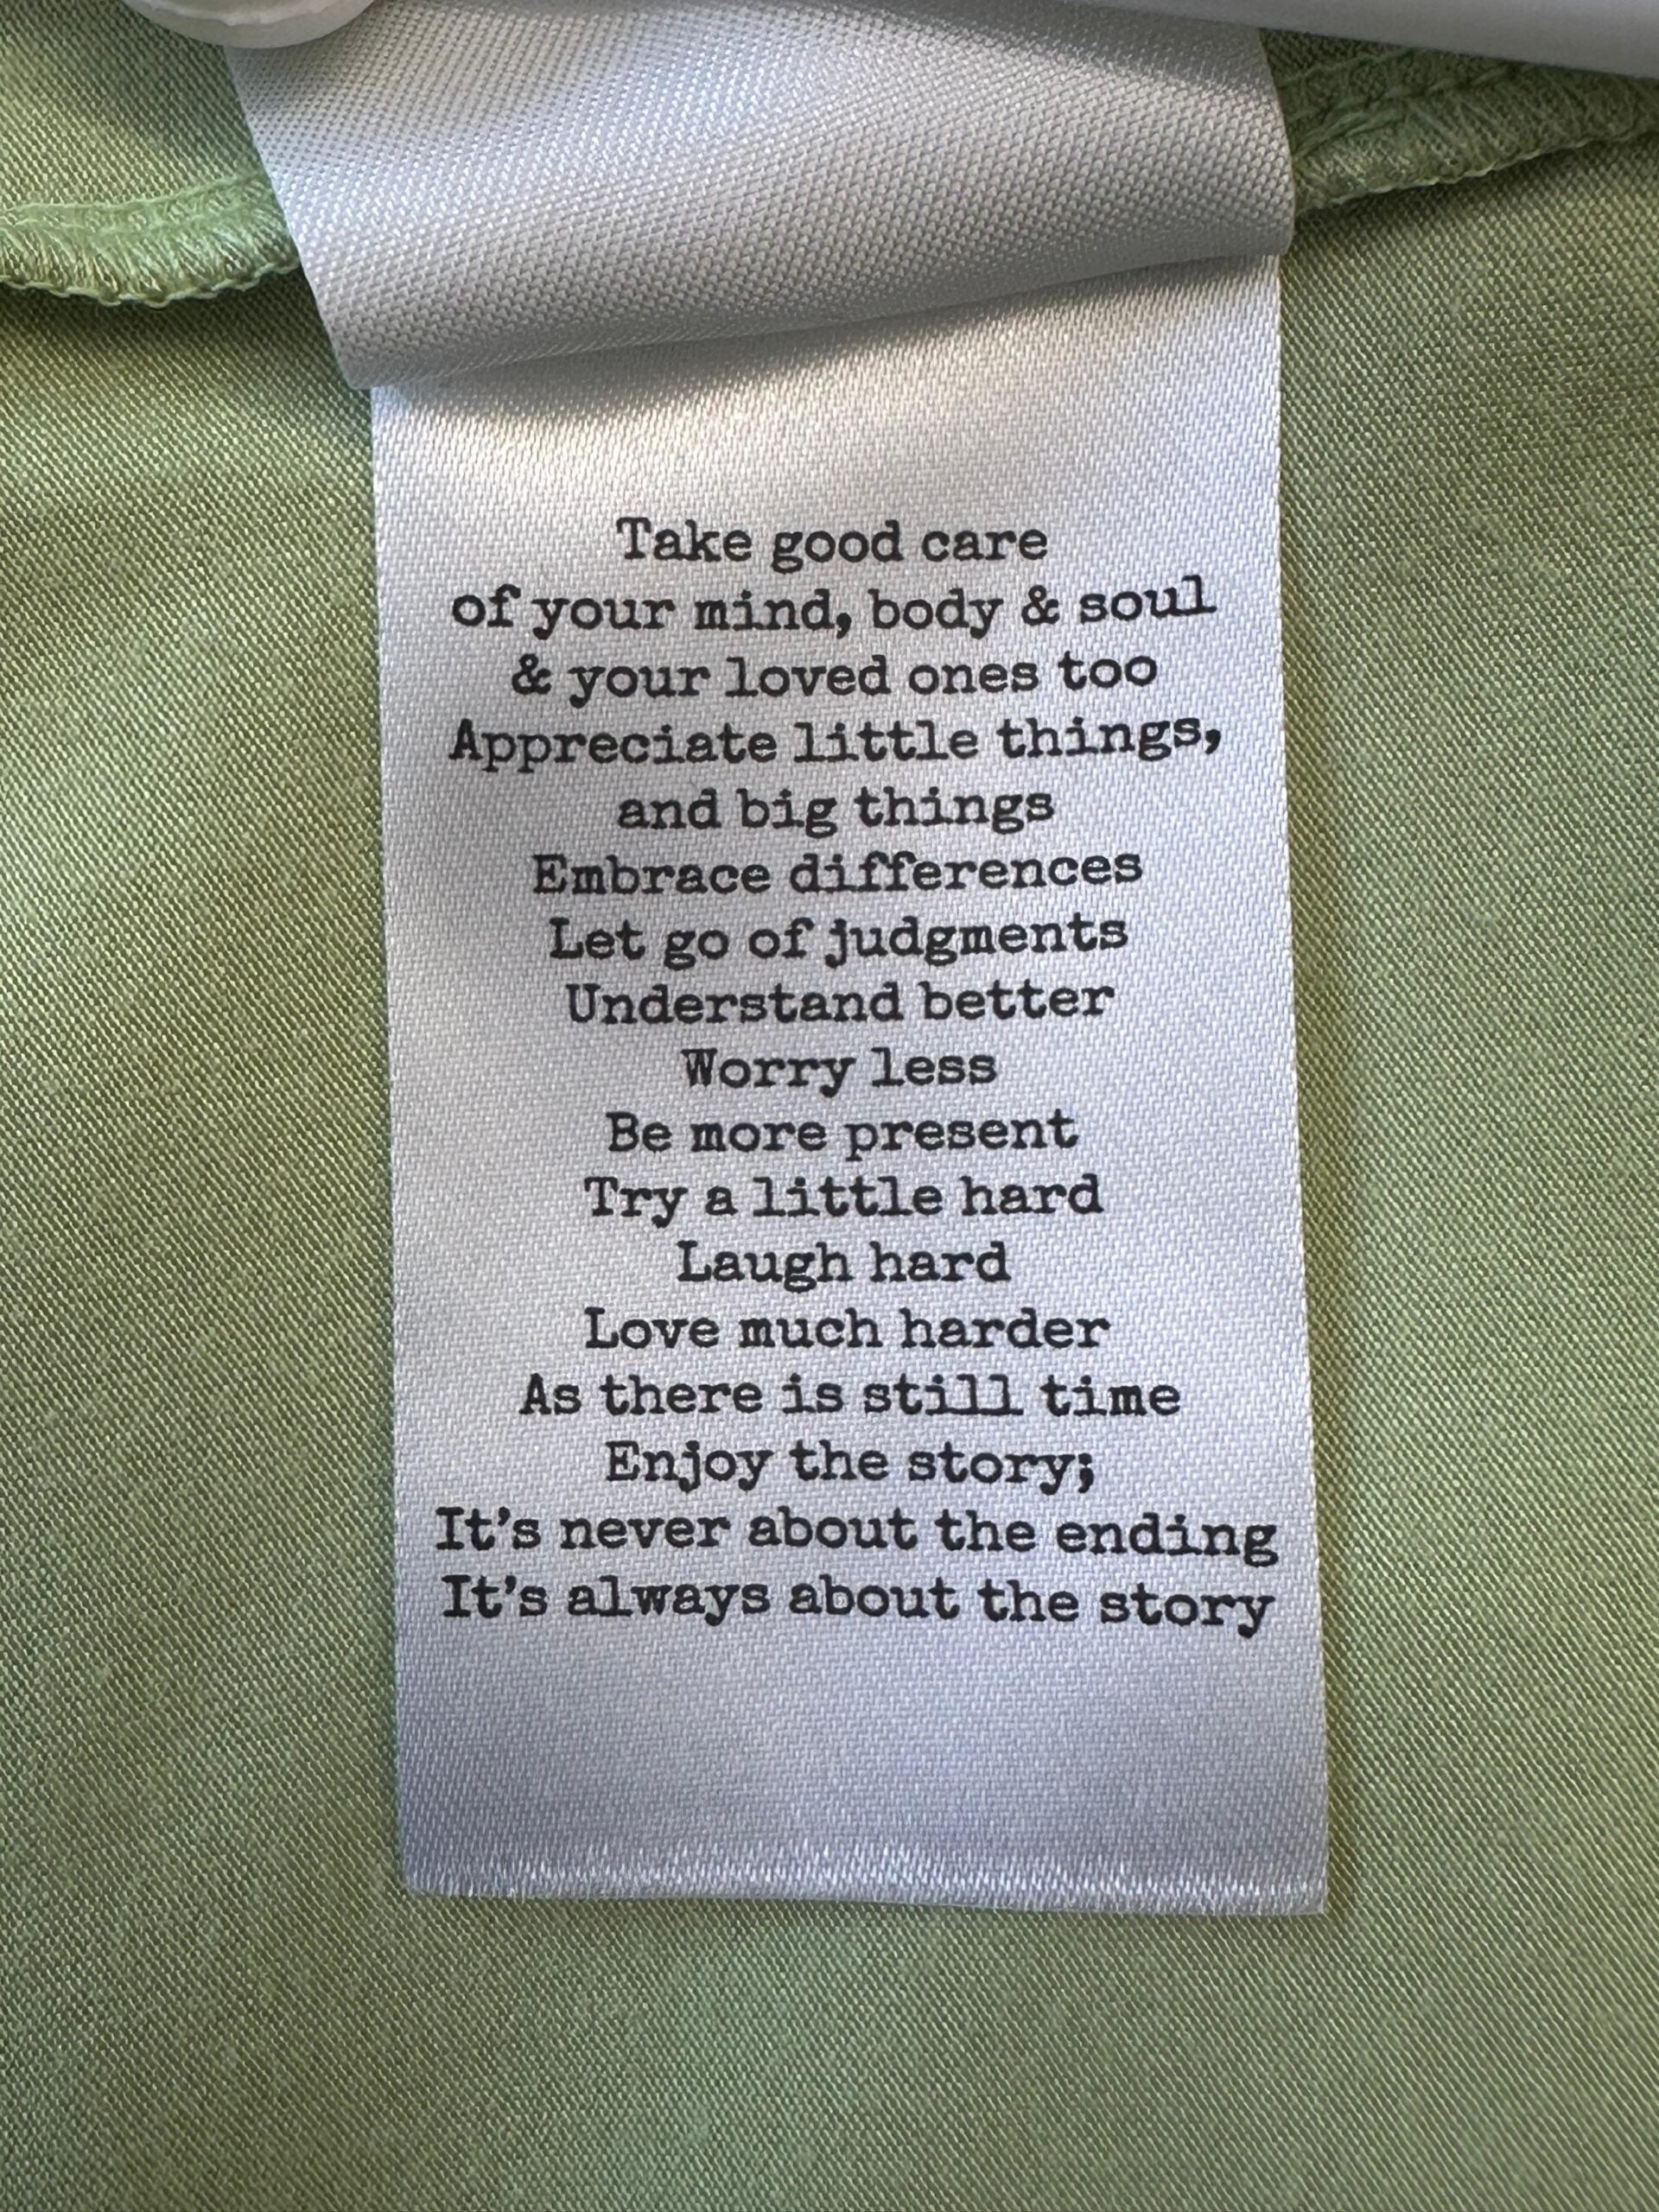 Take good care
of your mind, body & soul
& your loved ones too
Appreciate little things,
and big things
Embrace differences
Let go of judgments
Understand better
Worry less
Be more present
Try a little hard
Laugh hard
Love much harder
As there is still time
Enjoy the story;
It’s never about the ending
It’s always about the story